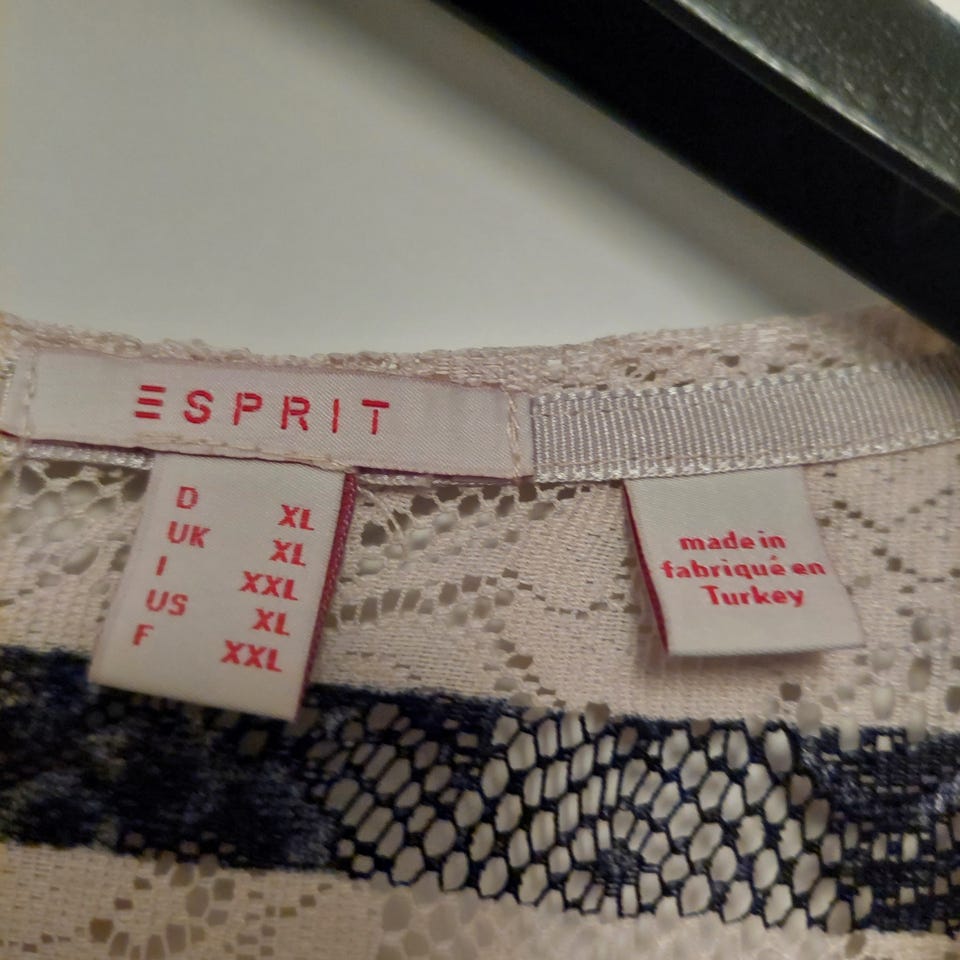 ESPRIT
D XL
UK XL
I XXL
US XL
F XXL
made in
fabriqué en
Turkey